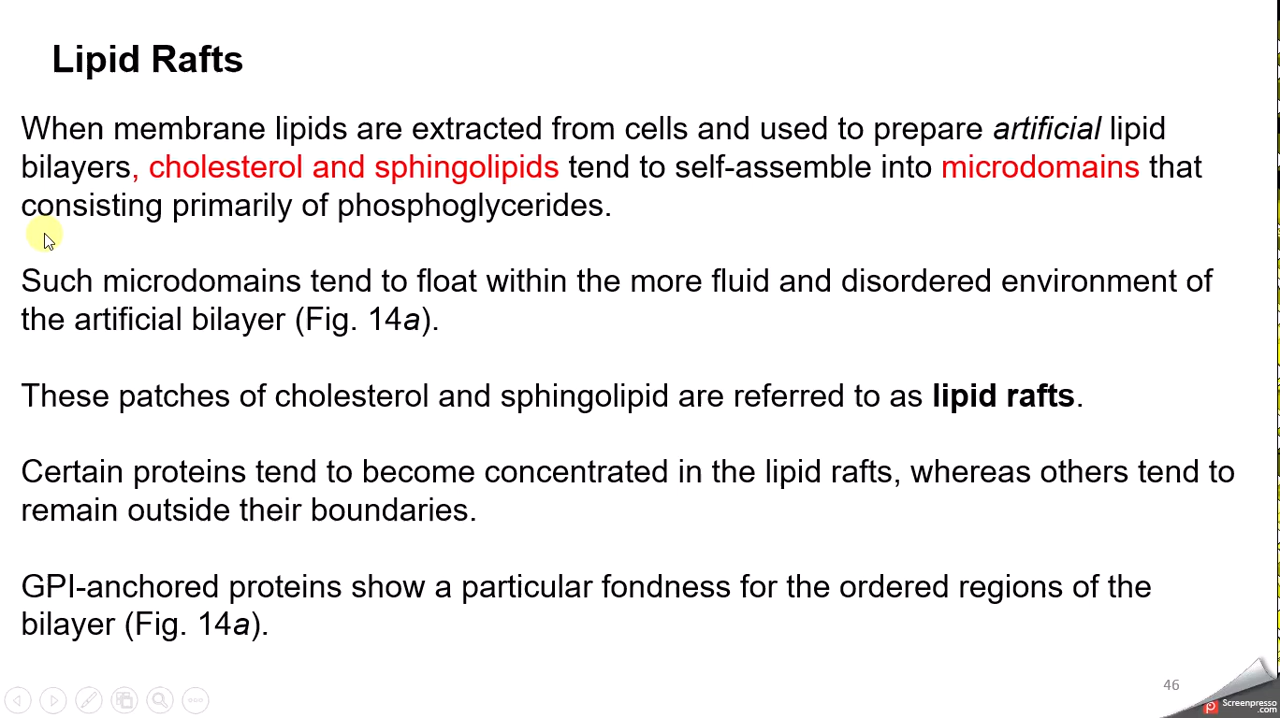 Lipid Rafts
When membrane lipids are extracted from cells and used to prepare artificial lipid
bilayers, cholesterol and sphingolipids tend to self-assemble into microdomains that
consisting primarily of phosphoglycerides.
Such microdomains tend to float within the more fluid and disordered environment of
the artificial bilayer (Fig. 14a).
These patches of cholesterol and sphingolipid are referred to as lipid rafts.
Certain proteins tend to become concentrated in the lipid rafts, whereas others tend to
remain outside their boundaries.
GPI-anchored proteins show a particular fondness for the ordered regions of the
bilayer (Fig. 14a).
46
Screenpresso
.com